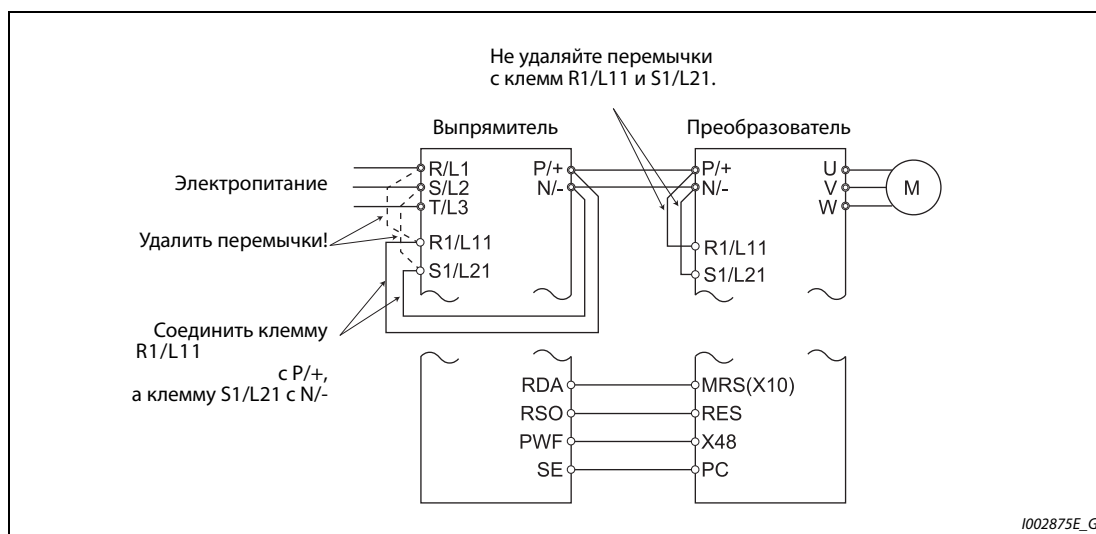 Не удаляйте перемычки
с клемм R1/L11 и S1/L21.
Выпрямитель
Преобразователь
Электропитание
R/L1
S/L2
T/L3
P/+
N/-
P/+
N/-
U
V
W
M
Удалить перемычки!
R1/L11
S1/L21
R1/L11
S1/L21
Соединить клемму
R1/L11
с P/+,
а клемму S1/L21 с N/-
RDA
MRS(X10)
RSO
RES
PWF
X48
SE
PC
I002875E_G